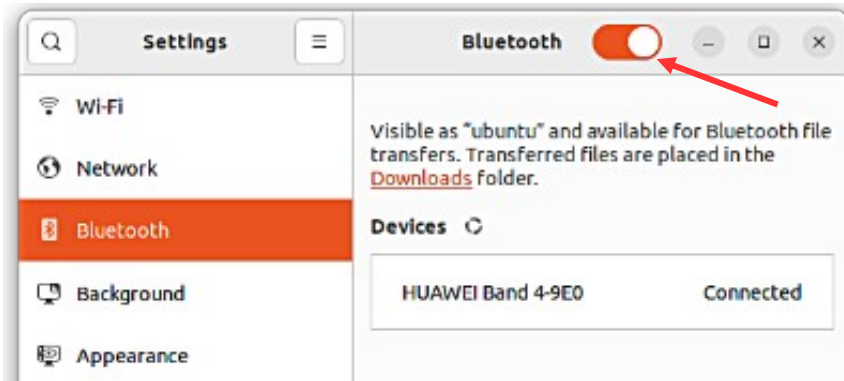 Settings
Bluetooth
Wi-Fi
Network
Bluetooth
Background
Appearance
Visible as “ubuntu” and available for Bluetooth file
transfers. Transferred files are placed in the
Downloads folder.
Devices
HUAWEI Band 4-9E0 Connected